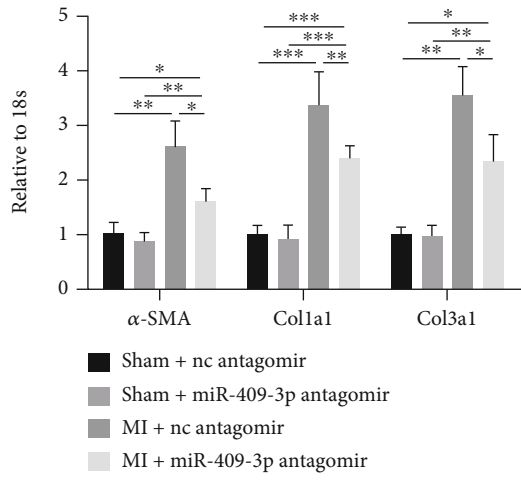 5
4
3
2
1
0
Relative to 18s
*
**
** *
***
***
*** **
*
**
** *
α-SMA Col1a1 Col3a1
Sham + nc antagomir
Sham + miR-409-3p antagomir
MI + nc antagomir
MI + miR-409-3p antagomir